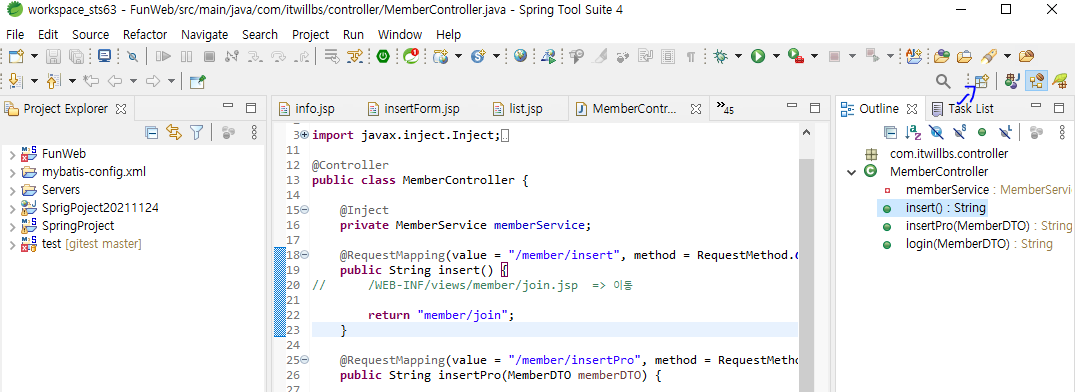 workspace_sts63 - FunWeb/src/main/java/com/itwillbs/controller/MemberController.java - Spring Tool Suite 4
File Edit Source Refactor Navigate Search Project Run Window Help
Project Explorer
FunWeb
mybatis-config.xml
Servers
SprigPoject20211124
SpringProject
test [gitest master]
info.jsp insertForm.jsp list.jsp MemberContr... »45
3 import javax.inject.Inject;
11
12 @Controller
13 public class MemberController {
14
15 @Inject
16 private MemberService memberService;
17
18 @RequestMapping(value = "/member/insert", method = RequestMethod.
19 public String insert() {
20 // /WEB-INF/views/member/join.jsp => 이동
21
22 return "member/join";
23 }
24
25 @RequestMapping(value = "/member/insertPro", method = RequestMetho
26 public String insertPro(MemberDTO memberDTO) {
27
Outline Task List
com.itwillbs.controller
MemberController
memberService : MemberServi
insert() : String
insertPro(MemberDTO) : String
login(MemberDTO) : String